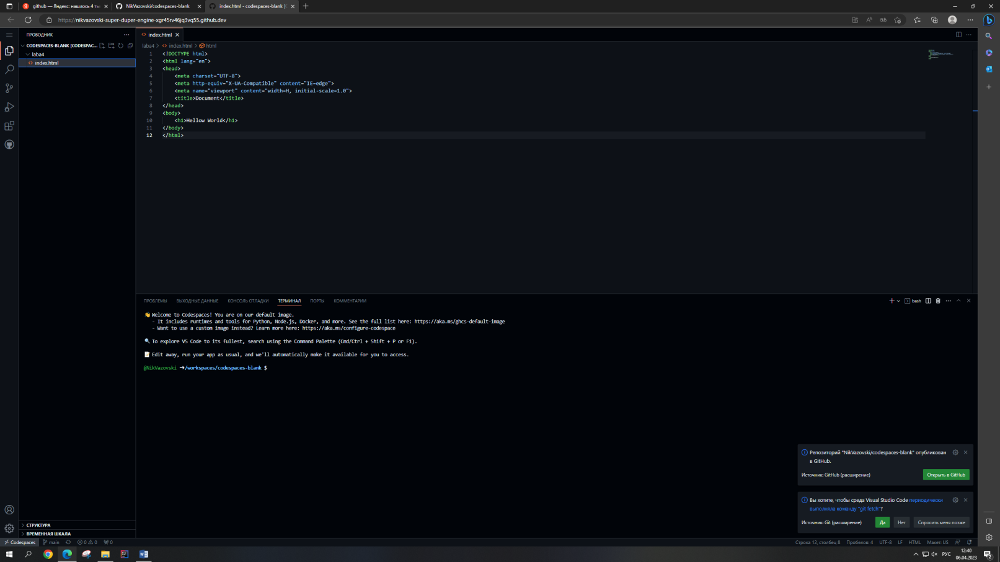 github — Яндекс: нашлось 4 ты
NikVazovski/codespaces-blank
index.html - codespaces-blank [
https://nikvazovski-super-duper-engine-xgr45rv46jq3vq55.github.dev
ПРОВОДНИК
CODESPACES-BLANK [CODESPAC...
laba4
index.html
index.html
laba4 > index.html > html
1 <!DOCTYPE html>
2 <html lang="en">
3 <head>
4 <meta charset="UTF-8">
5 <meta http-equiv="X-UA-Compatible" content="IE=edge">
6 <meta name="viewport" content="width=H, initial-scale=1.0">
7 <title>Document</title>
8 </head>
9 <body>
10 <h1>Hellow World</h1>
11 </body>
12 </html>
ПРОБЛЕМЫ ВЫХОДНЫЕ ДАННЫЕ КОНСОЛЬ ОТЛАДКИ ТЕРМИНАЛ ПОРТЫ КОММЕНТАРИИ
bash
Welcome to Codespaces! You are on our default image.
- It includes runtimes and tools for Python, Node.js, Docker, and more. See the full list here: https://aka.ms/ghcs-default-image
- Want to use a custom image instead? Learn more here: https://aka.ms/configure-codespace
To explore VS Code to its fullest, search using the Command Palette (Cmd/Ctrl + Shift + P or F1).
Edit away, run your app as usual, and we'll automatically make it available for you to access.
@NikVazovski ➜/workspaces/codespaces-blank $
Репозиторий "NikVazovski/codespaces-blank" опубликован
в GitHub.
Источник: GitHub (расширение)
Открыть в GitHub
Вы хотите, чтобы среда Visual Studio Code периодически
выполняла команду "git fetch"?
Источник: Git (расширение)
Да
Нет
Спросить меня позже
СТРУКТУРА
ВРЕМЕННАЯ ШКАЛА
Codespaces main 0 0 0
Строка 12, столбец 8 Пробелов: 4 UTF-8 LF HTML Макет: US
РУС
12:40
06.04.2023
2